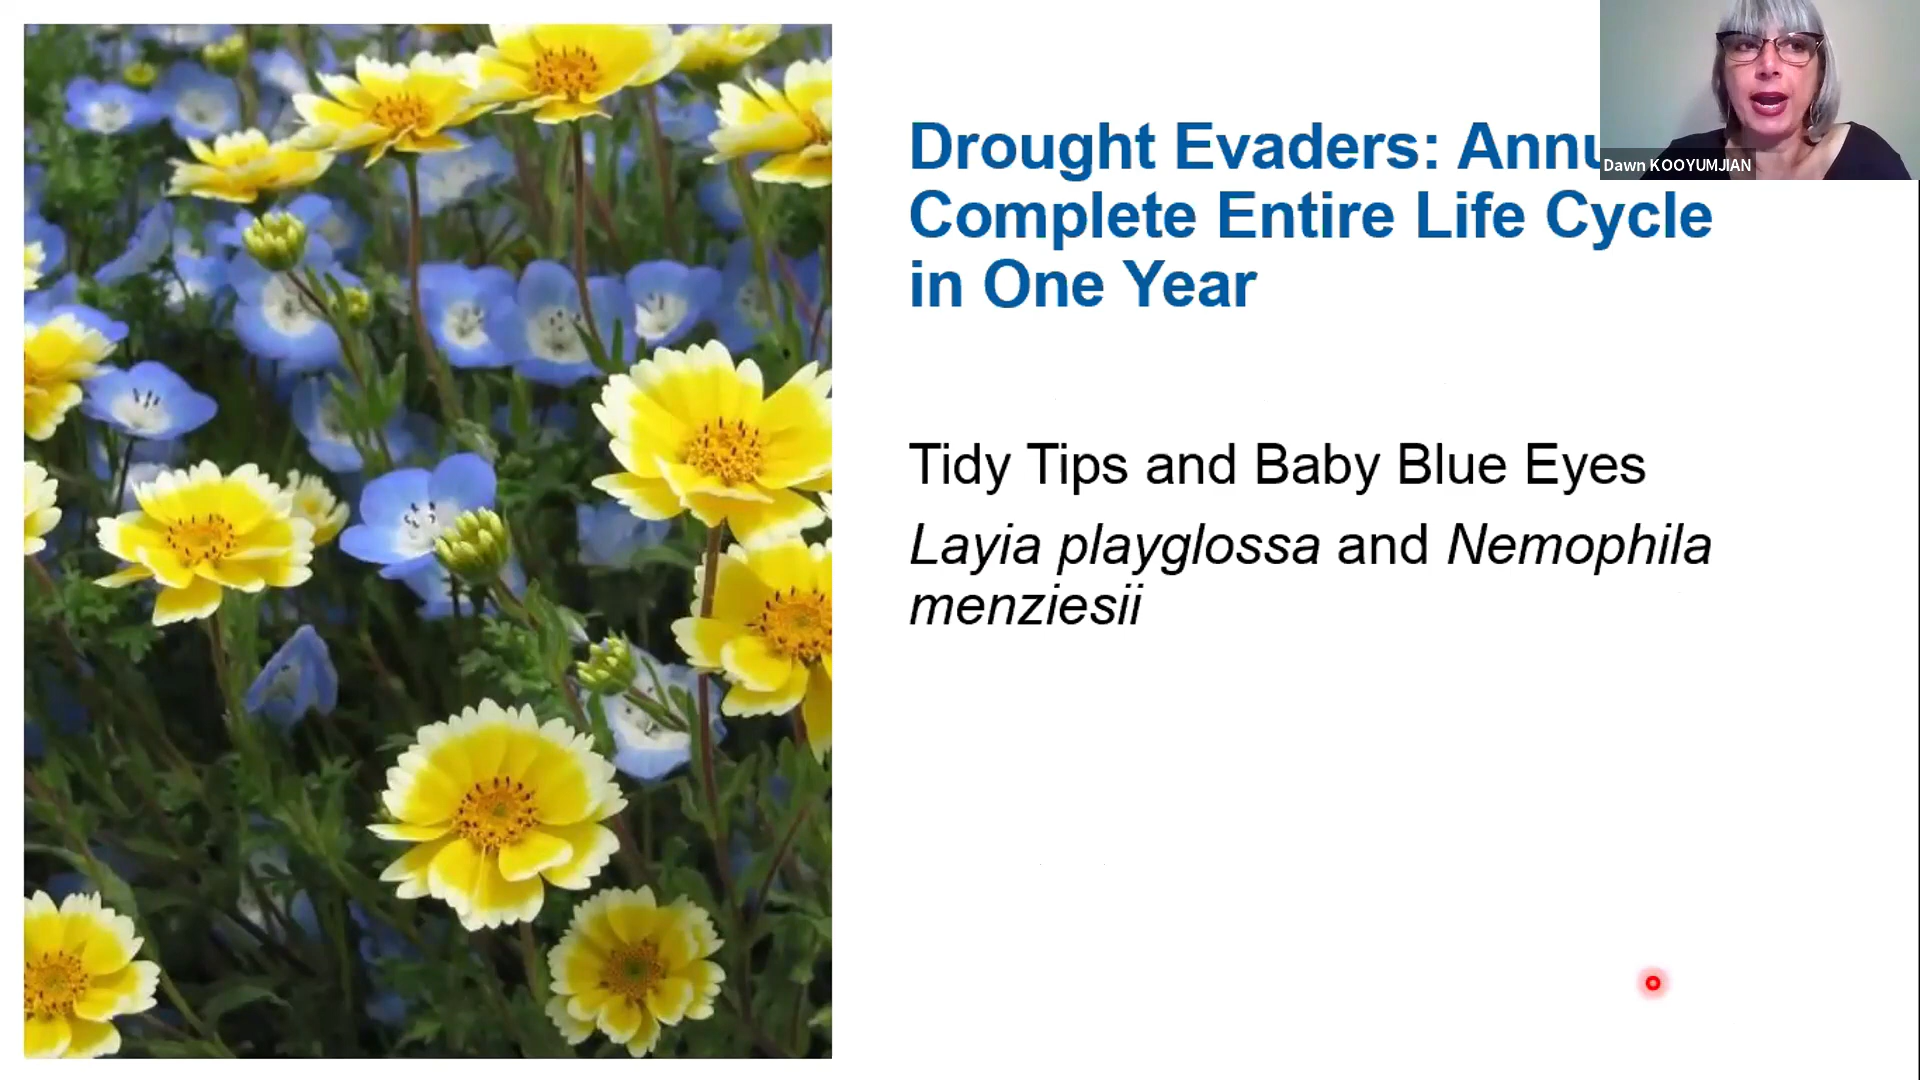 Drought Evaders:
Complete Entire Life Cycle
in One Year
Dawn KOOYUMJIAN
Tidy Tips and Baby Blue Eyes
Layia playglossa and Nemophila
menziesii